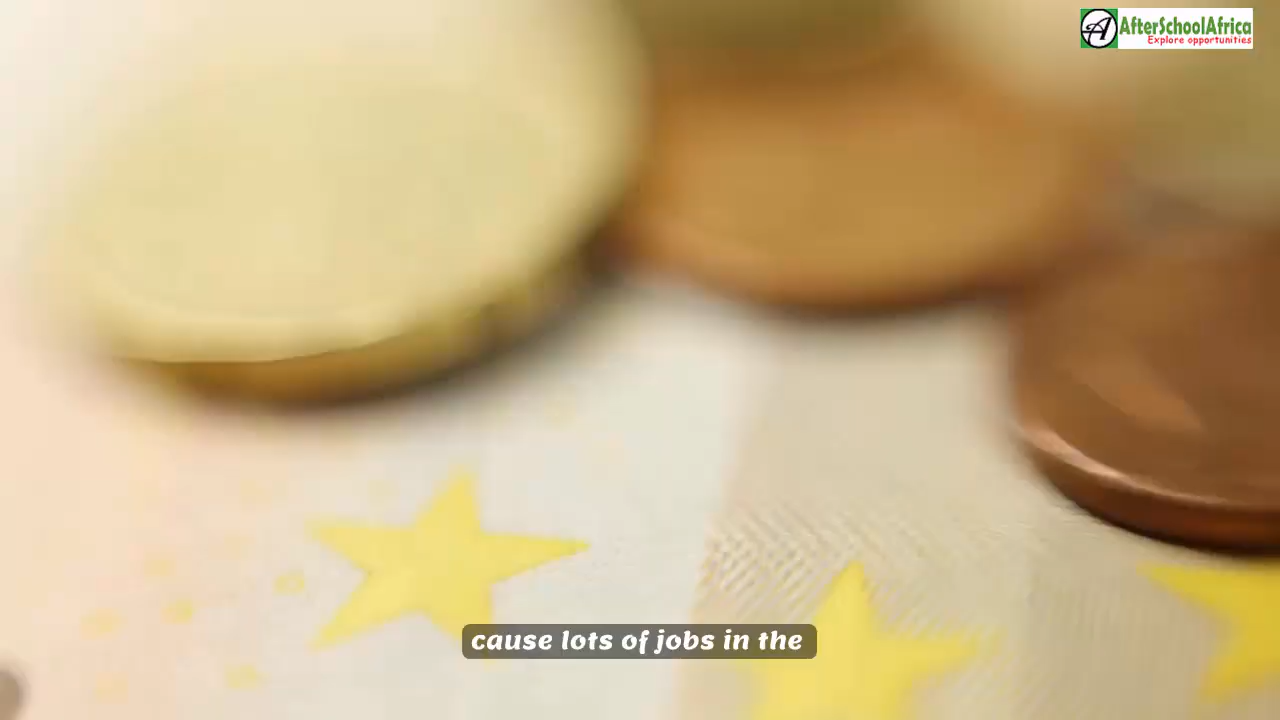 AfterSchoolAfrica
Explore opportunities
cause lots of jobs in the